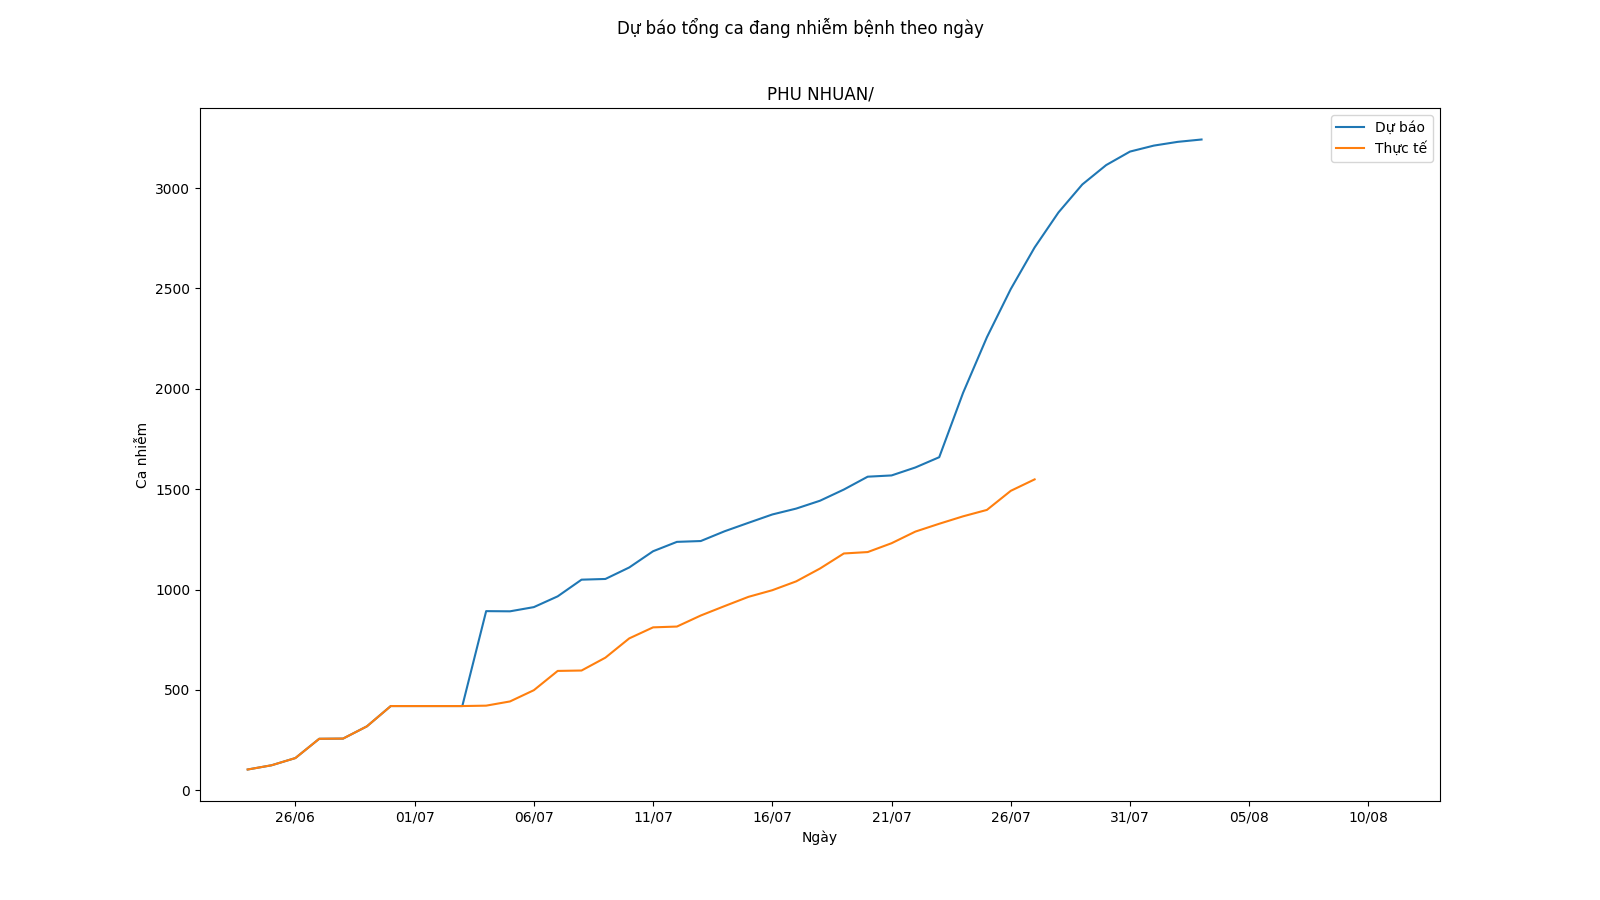 Dự báo tổng ca đang nhiễm bệnh theo ngày
PHU NHUAN/
Dự báo
Thực tế
3000
2500
2000
1500
1000
500
0
Ca nhiễm
26/06 01/07 06/07 11/07 16/07 21/07 26/07 31/07 05/08 10/08
Ngày